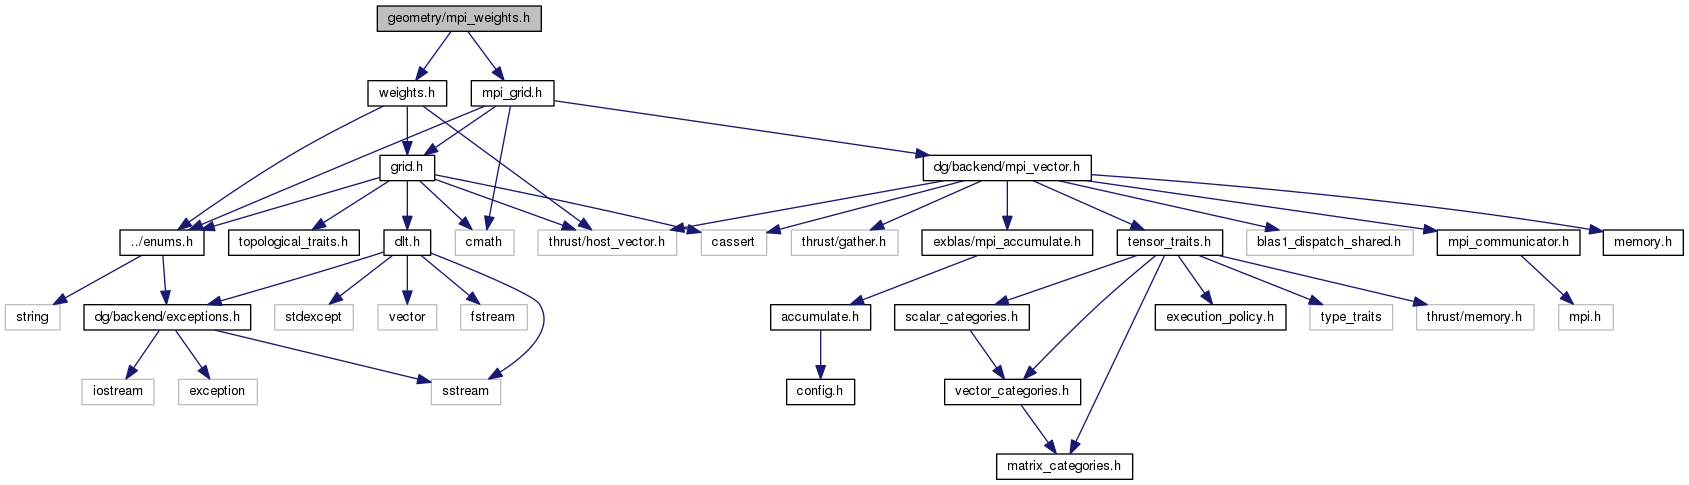 geometry/mpi_weights.h
weights.h
mpi_grid.h
grid.h
dg/backend/mpi_vector.h
../enums.h
topological_traits.h
dlt.h
cmath
thrust/host_vector.h
cassert
thrust/gather.h
exblas/mpi_accumulate.h
tensor_traits.h
blas1_dispatch_shared.h
mpi_communicator.h
memory.h
string
dg/backend/exceptions.h
stdexcept
vector
fstream
accumulate.h
scalar_categories.h
execution_policy.h
type_traits
thrust/memory.h
mpi.h
iostream
exception
sstream
config.h
vector_categories.h
matrix_categories.h